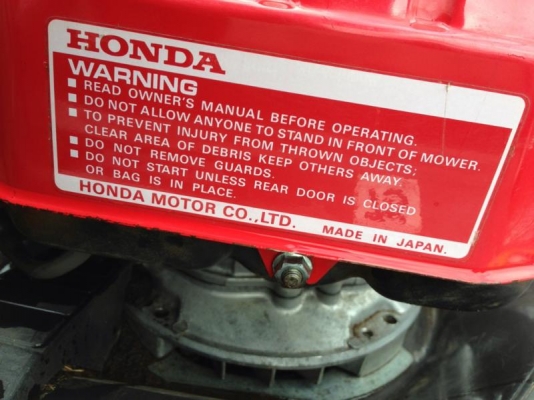 HONDA
WARNING
READ OWNER'S MANUAL BEFORE OPERATING.
DO NOT ALLOW ANYONE TO STAND IN FRONT OF MOWER.
TO PREVENT INJURY FROM THROWN OBJECTS;
CLEAR AREA OF DEBRIS KEEP OTHERS AWAY.
DO NOT REMOVE GUARDS.
DO NOT START UNLESS REAR DOOR IS CLOSED
OR BAG IS IN PLACE.
HONDA MOTOR CO.,LTD. MADE IN JAPAN.